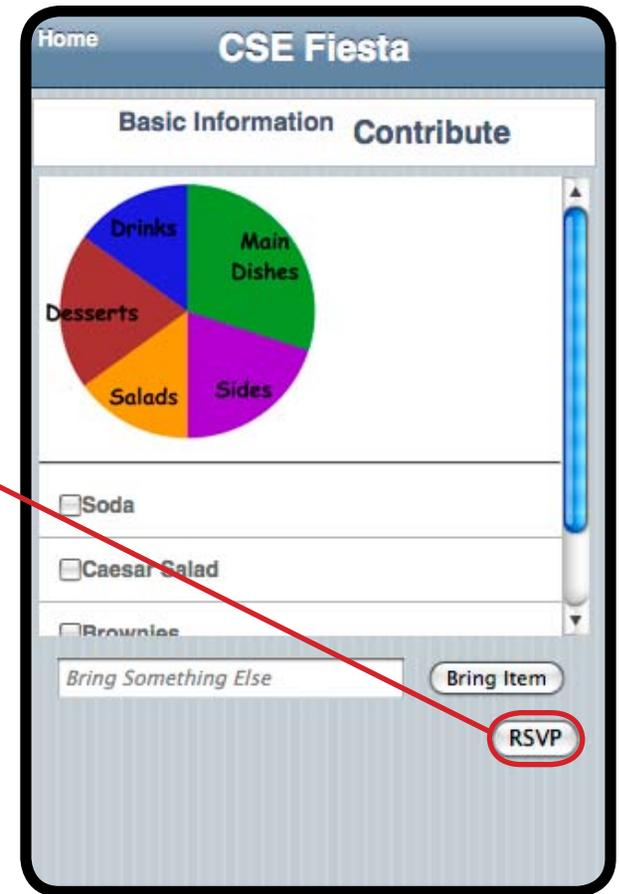 Home
CSE Fiesta
Basic Information Contribute
Drinks
Main
Dishes
Desserts
Salads
Sides
Soda
Caesar Salad
Brownies
Bring Something Else
Bring Item
RSVP